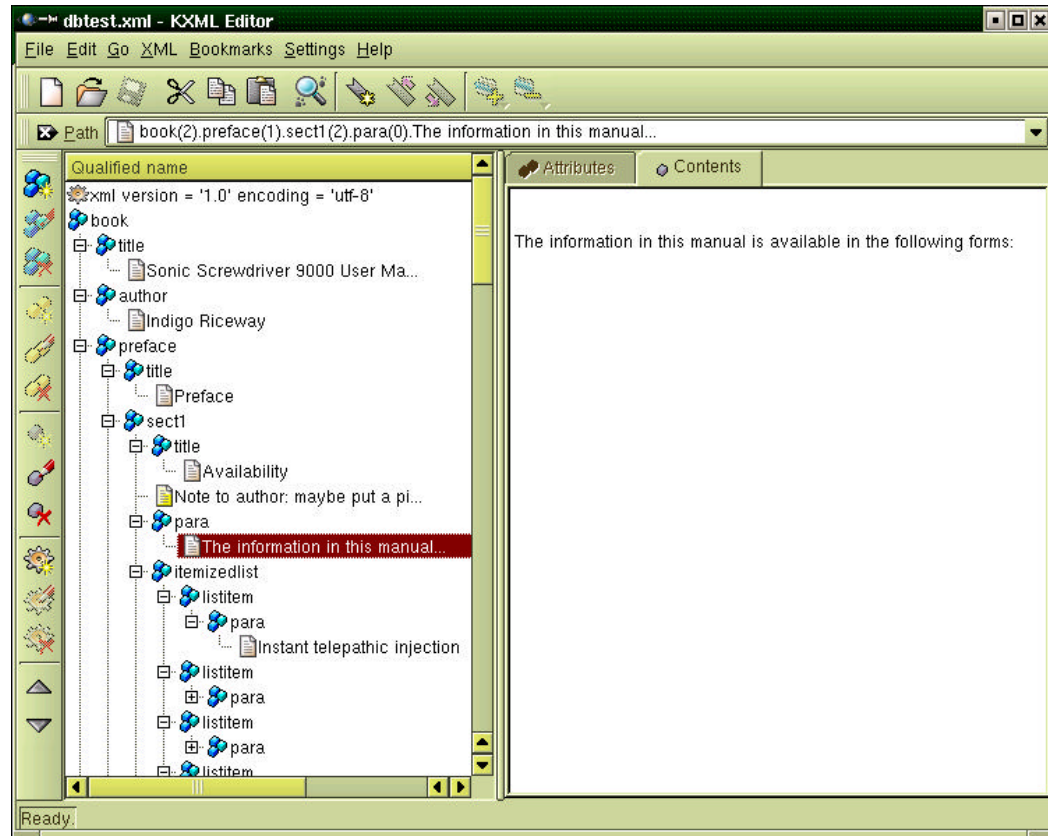 dbtest.xml - KXML Editor
File Edit Go XML Bookmarks Settings Help
Path book(2).preface(1).sect1(2).para(0).The information in this manual...
Qualified name
Attributes Contents
xml version = '1.0' encoding = 'utf-8'
book
title
The information in this manual is available in the following forms:
Sonic Screwdriver 9000 User Ma...
author
Indigo Riceway
preface
title
Preface
sect1
title
Availability
Note to author: maybe put a pi...
para
The information in this manual...
itemizedlist
listitem
para
Instant telepathic injection
listitem
para
listitem
para
listitem
Ready.